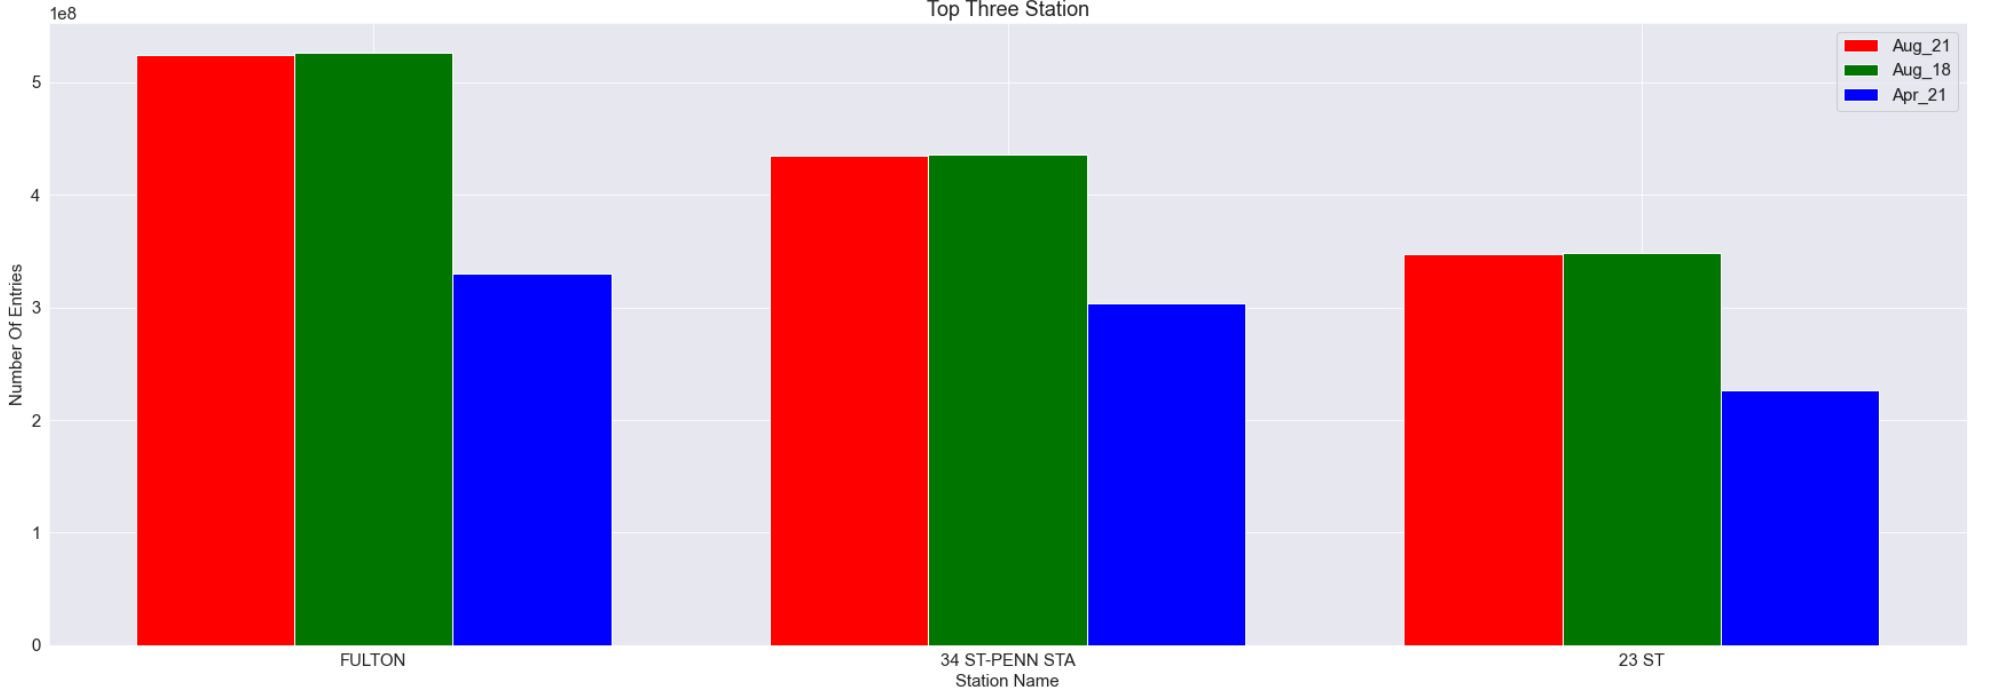 Top Three Station
1e8
Aug_21
Aug_18
Apr_21
5
4
3
2
1
0
Number Of Entries
FULTON
34 ST-PENN STA
23 ST
Station Name